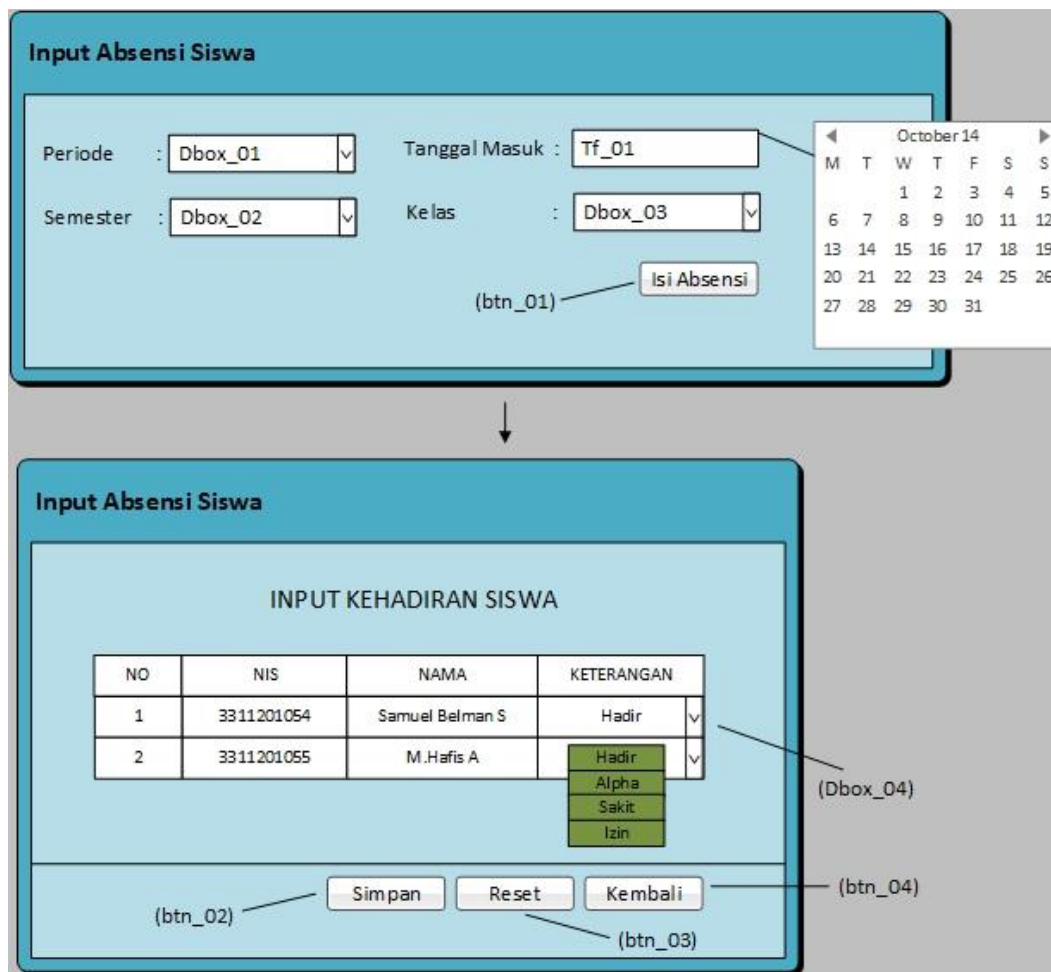 Input Absensi Siswa
Periode : Dbox_01
Tanggal Masuk : Tf_01
Semester : Dbox_02
Kelas : Dbox_03
Isi Absensi
(btn_01)
October 14
M T W T F S S
1 2 3 4 5
6 7 8 9 10 11 12
13 14 15 16 17 18 19
20 21 22 23 24 25 26
27 28 29 30 31
Input Absensi Siswa
INPUT KEHADIRAN SISWA
NO NIS NAMA KETERANGAN
1 3311201054 Samuel Belman S Hadir
2 3311201055 M.Hafis A Hadir
Alpha
Sakit
Izin
(Dbox_04)
Simpan Reset Kembali
(btn_04)
(btn_02)
(btn_03)